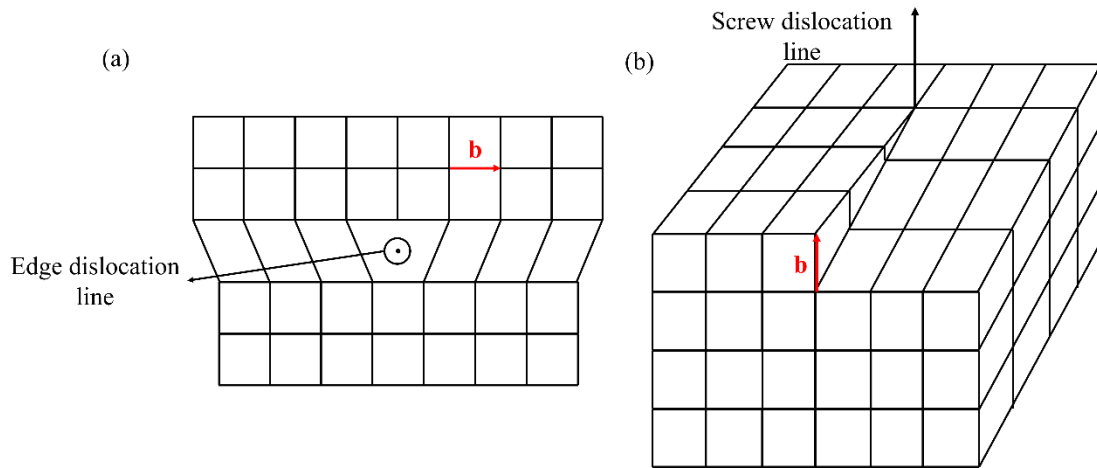 (a)
b
Edge dislocation
line
Screw dislocation
line
(b)
b